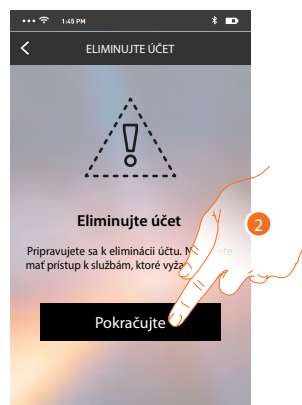 1:45 PM
ELIMINUJTE ÚČET
Eliminujte účet
Pripravujete sa k eliminácii účtu.
mať prístup k službám, ktoré
Pokračujte
2